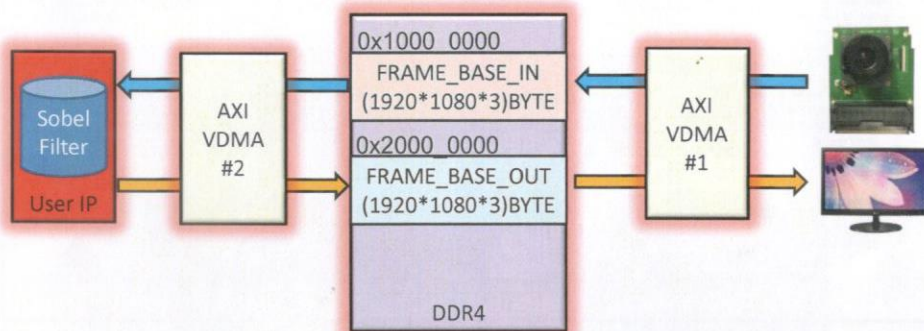 Sobel
Filter
User IP
AXI
VDMA
#2
0x1000_0000
FRAME_BASE_IN
(1920*1080*3)BYTE
0x2000_0000
FRAME_BASE_OUT
(1920*1080*3)BYTE
DDR4
AXI
VDMA
#1